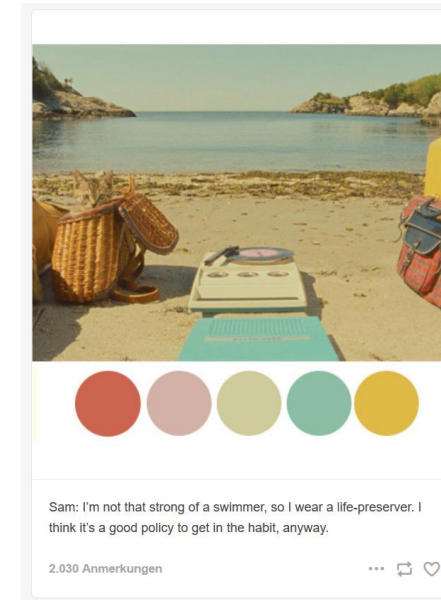 Sam: I'm not that strong of a swimmer, so I wear a life-preserver. I
think it's a good policy to get in the habit, anyway.
2.030 Anmerkungen